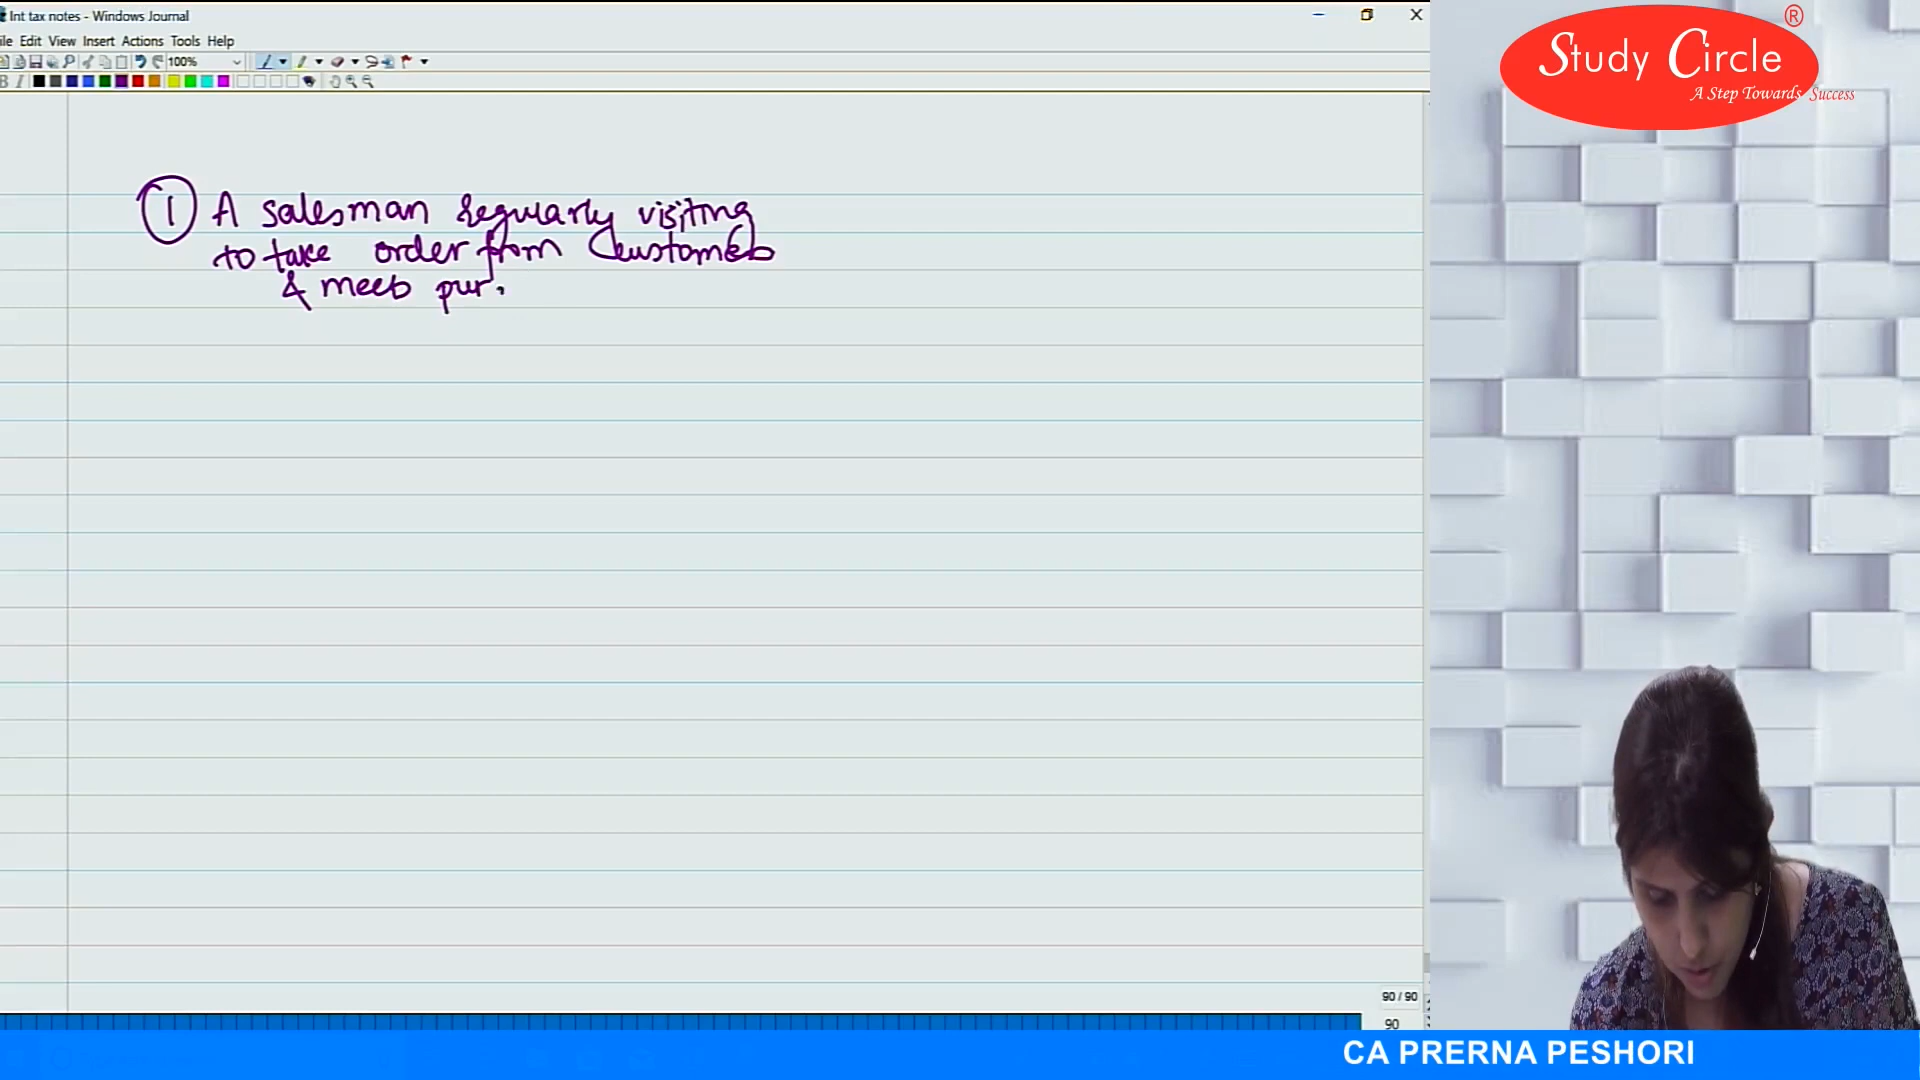 Int tax notes - Windows Journal
ile Edit View Insert Actions Tools Help
100%
B I
① A salesman regularly visiting
to take order from customers
& meets pur.
90 / 90
90
Study Circle ®
A Step Towards Success
CA PRERNA PESHORI